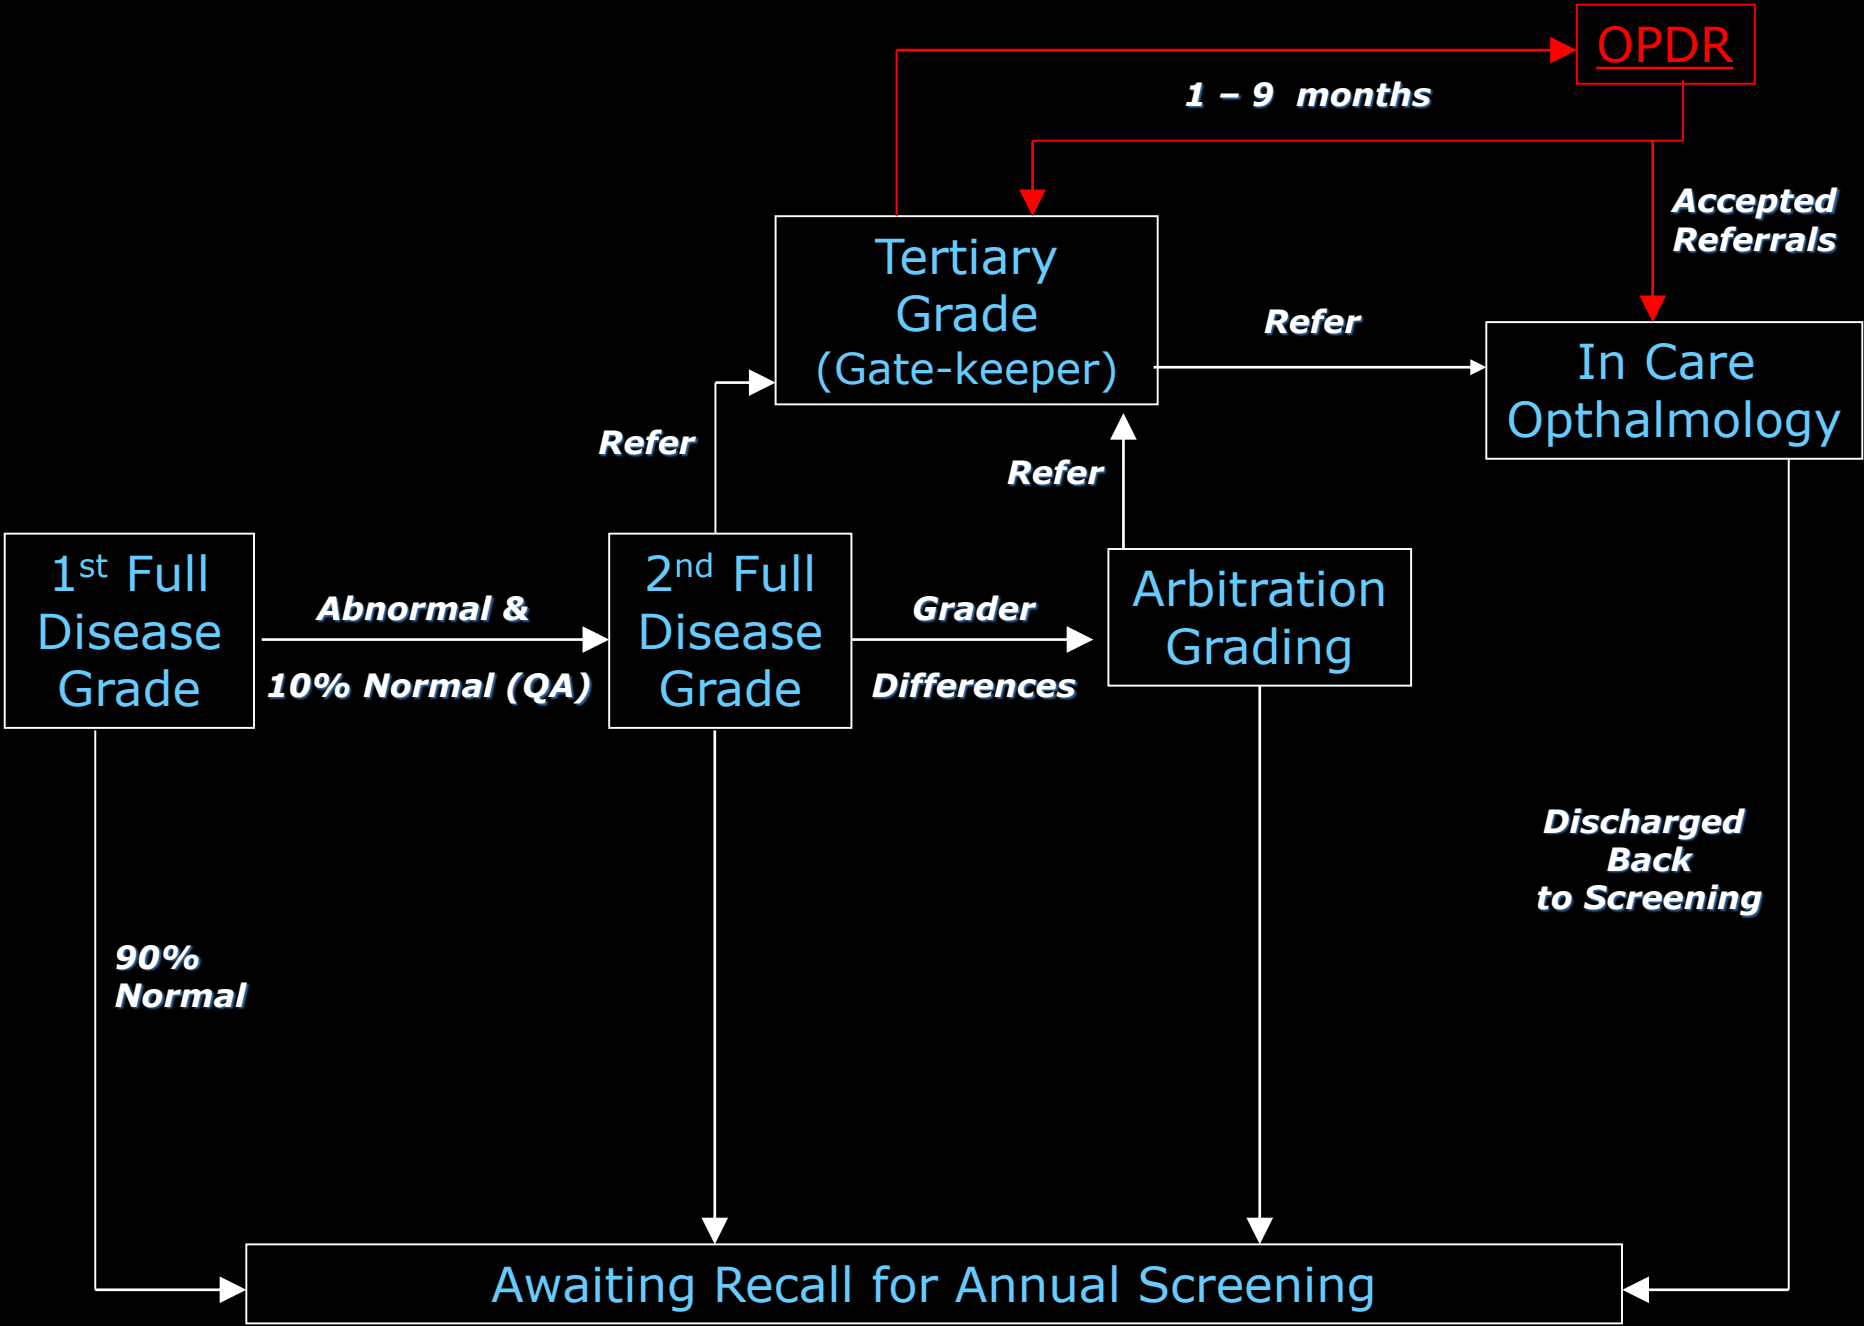 OPDR
1 – 9 months
Accepted
Referrals
Tertiary
Grade
(Gate-keeper)
Refer
In Care
Opthalmology
Refer
Refer
1st Full
Disease
Grade
Abnormal &
10% Normal (QA)
2nd Full
Disease
Grade
Grader
Differences
Arbitration
Grading
Discharged
Back
to Screening
90%
Normal
Awaiting Recall for Annual Screening